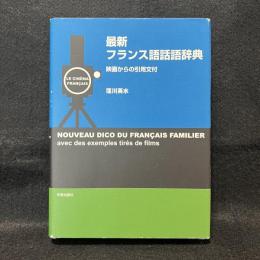 最新
フランス語話語辞典
映画からの引用文付
LE CINÉMA
FRANÇAIS
窪川英水
NOUVEAU DICO DU FRANÇAIS FAMILIER
avec des exemples tirés de films